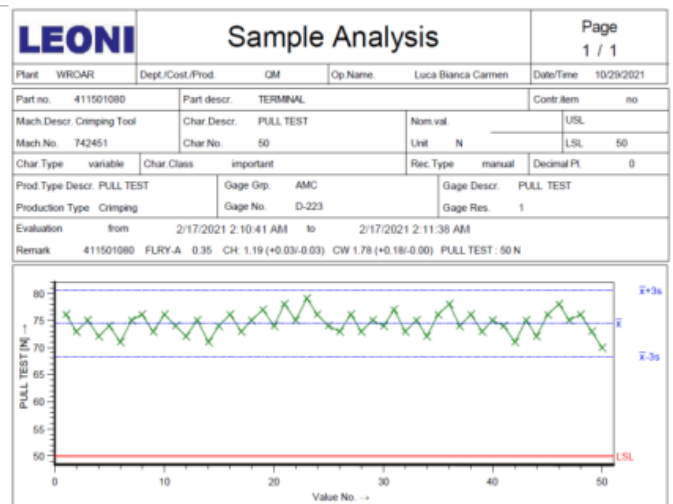 LEONI Sample Analysis Page
1 / 1
Plant WROAR Dept./Cost./Prod. QM Op.Name. Luca Bianca Carmen Date/Time 10/29/2021
Part no. 411501080 Part descr. TERMINAL Contr.Item no
Mach.Descr. Crimping Tool Char.Descr. PULL TEST Nom.val. USL
Mach.No. 742451 Char.No. 50 Unit N LSL 50
Char.Type variable Char.Class important Rec.Type manual Decimal Pl. 0
Prod.Type Descr. PULL TEST Gage Grp. AMC Gage Descr. PULL TEST
Production Type Crimping Gage No. D-223 Gage Res. 1
Evaluation from 2/17/2021 2:10:41 AM to 2/17/2021 2:11:38 AM
Remark 411501080 FLRY-A 0.35 CH: 1.19 (+0.03/-0.03) CW 1.78 (+0.18/-0.00) PULL TEST : 50 N
80
75
70
65
60
55
50
PULL TEST [N] →
x̿+3s
x̿
x̿-3s
LSL
0 10 20 30 40 50
Value No. →